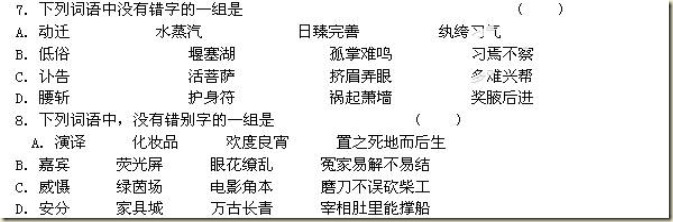 7. 下列词语中没有错字的一组是 （ ）
A. 动迁 水蒸汽 日臻完善 纨绔习气
B. 低俗 堰塞湖 孤掌难鸣 习焉不察
C. 讣告 活菩萨 挤眉弄眼 多难兴帮
D. 腰斩 护身符 祸起萧墙 奖腋后进
8. 下列词语中，没有错别字的一组是 （ ）
A. 演译 化妆品 欢度良宵 置之死地而后生
B. 嘉宾 荧光屏 眼花缭乱 冤家易解不易结
C. 威慑 绿茵场 电影角本 磨刀不误砍柴工
D. 安分 家具城 万古长青 宰相肚里能撑船